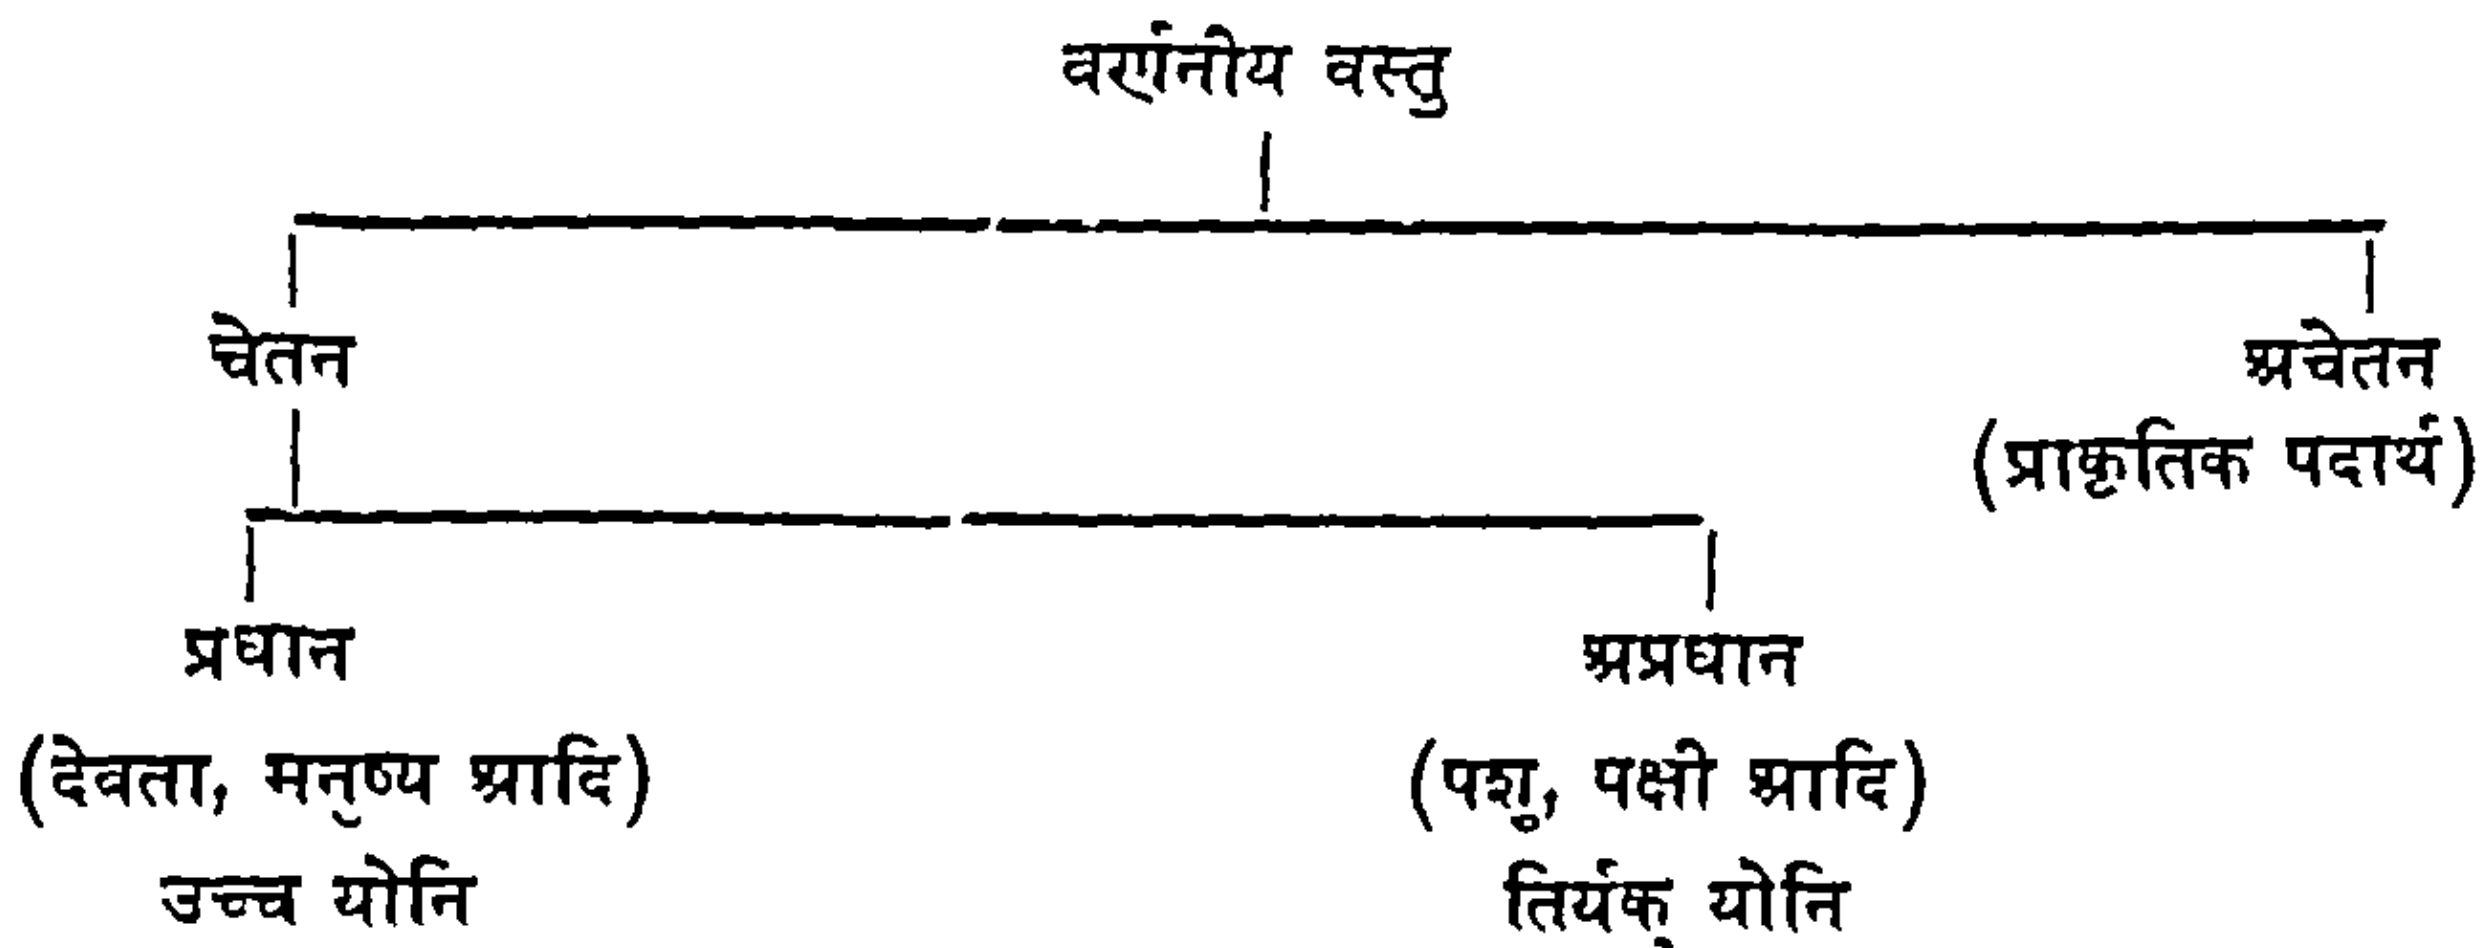 वर्णनीय वस्तु
चेतन
अचेतन
(प्राकृतिक पदार्थ)
प्रधान
अप्रधान
(देवता, मनुष्य आदि)
(पशु, पक्षी आदि)
उच्च योनि
तिर्यक् योनि